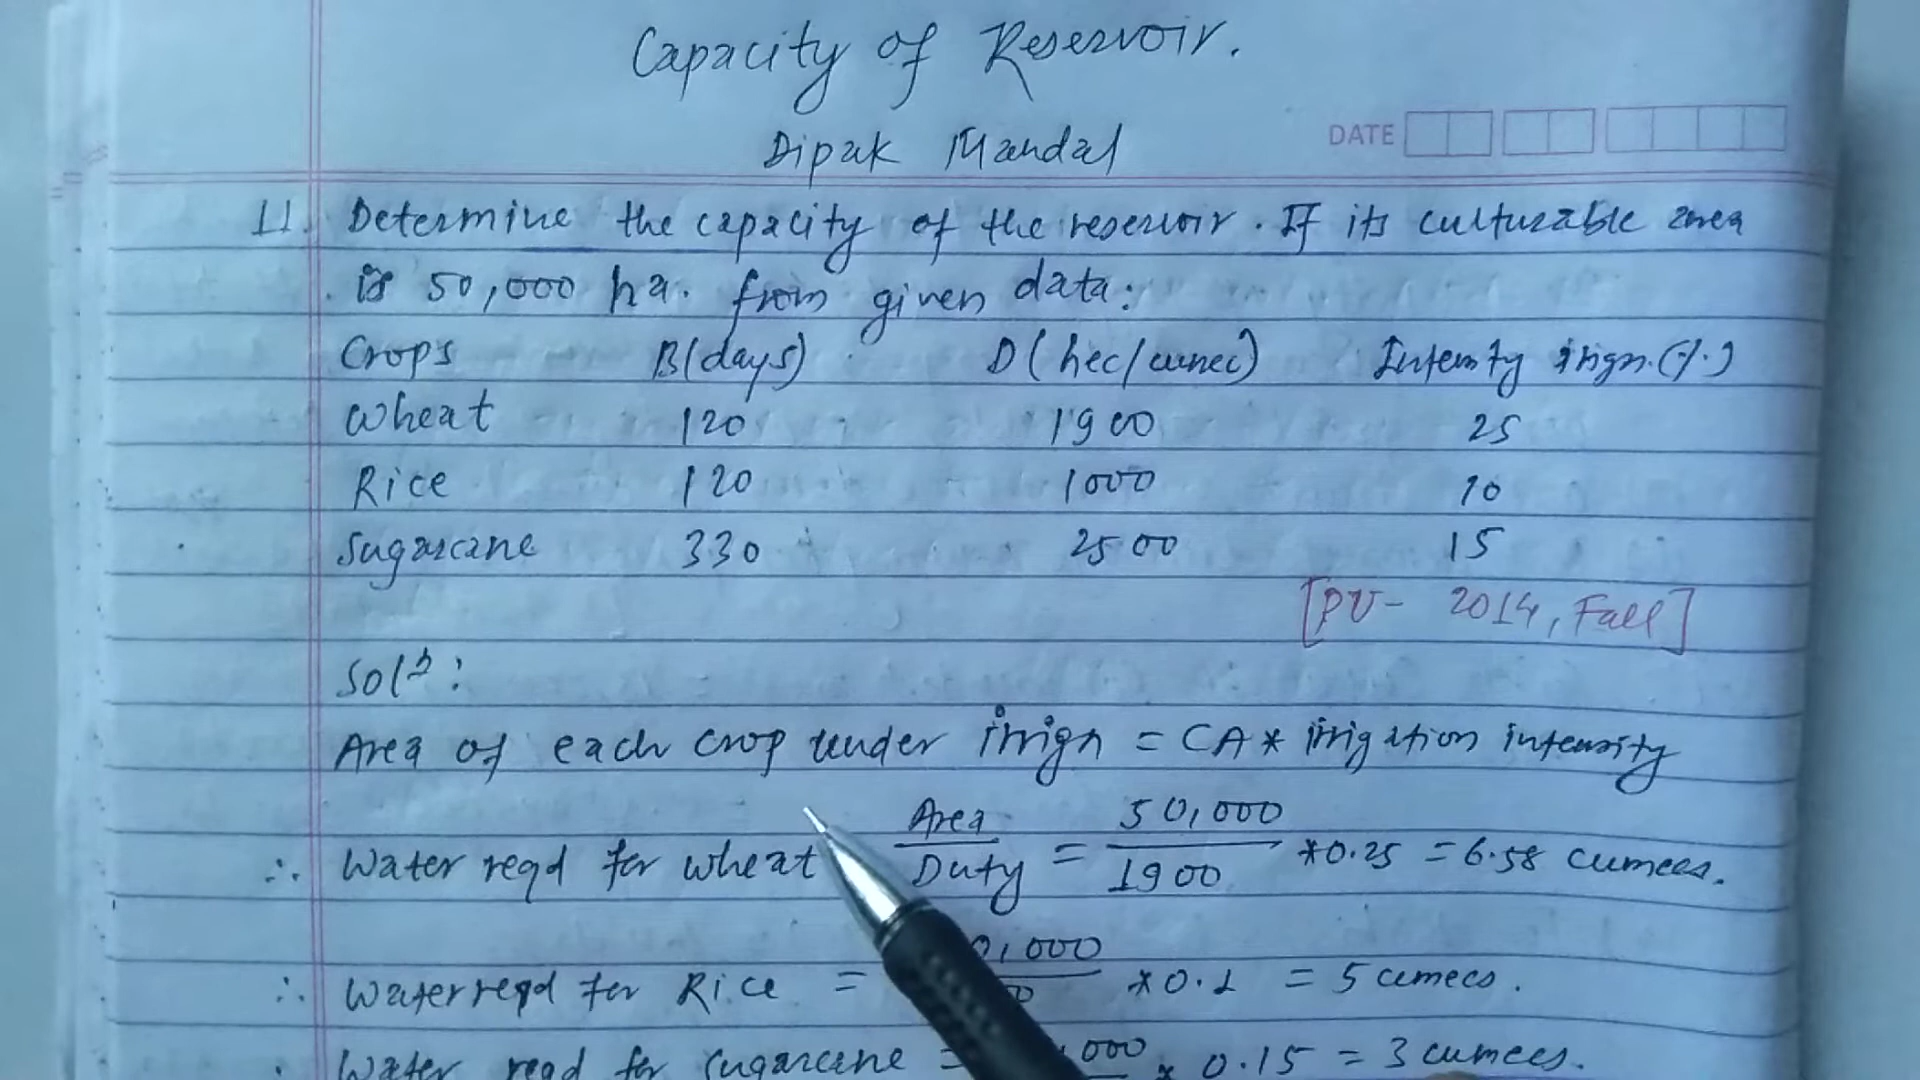 Capacity of Reservoir.
Dipak Mandal
DATE
11. Determine the capacity of the reservoir. If its culturable area
is 50,000 ha. from given data:
Crops B(days) D(hec/cumec) Intensity irrign.(%)
Wheat 120 1900 25
Rice 120 1000 10
Sugarcane 330 2500 15
[PU- 2014, Fall]
Solⁿ:
Area of each crop under irrign = CA * irrigation intensity
∴ Water reqd for wheat Area/Duty = 50,000/1900 *0.25 = 6.58 cumecs.
∴ Water reqd for Rice = 0,000/0 *0.1 = 5 cumecs.
∴ Water reqd for sugarcane = 000 * 0.15 = 3 cumecs.